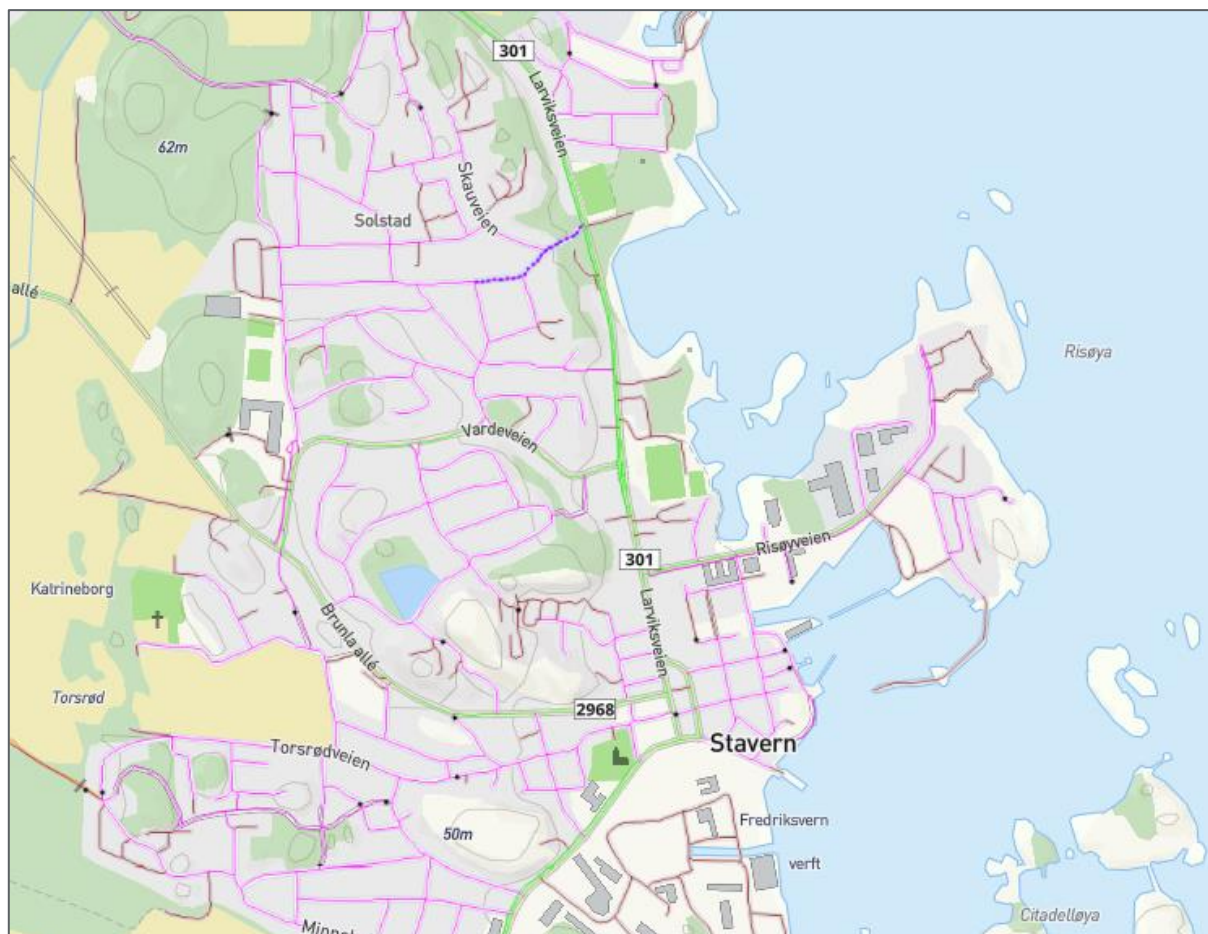 301
Larviksveien
62m
Skauveien
Solstad
allé
Risøya
Vardeveien
Risøyveien
301
Katrineborg
Brunla allé
Larviksveien
Torsrød
2968
Stavern
Torsrødveien
Fredriksvern
50m
verft
Citadelløya